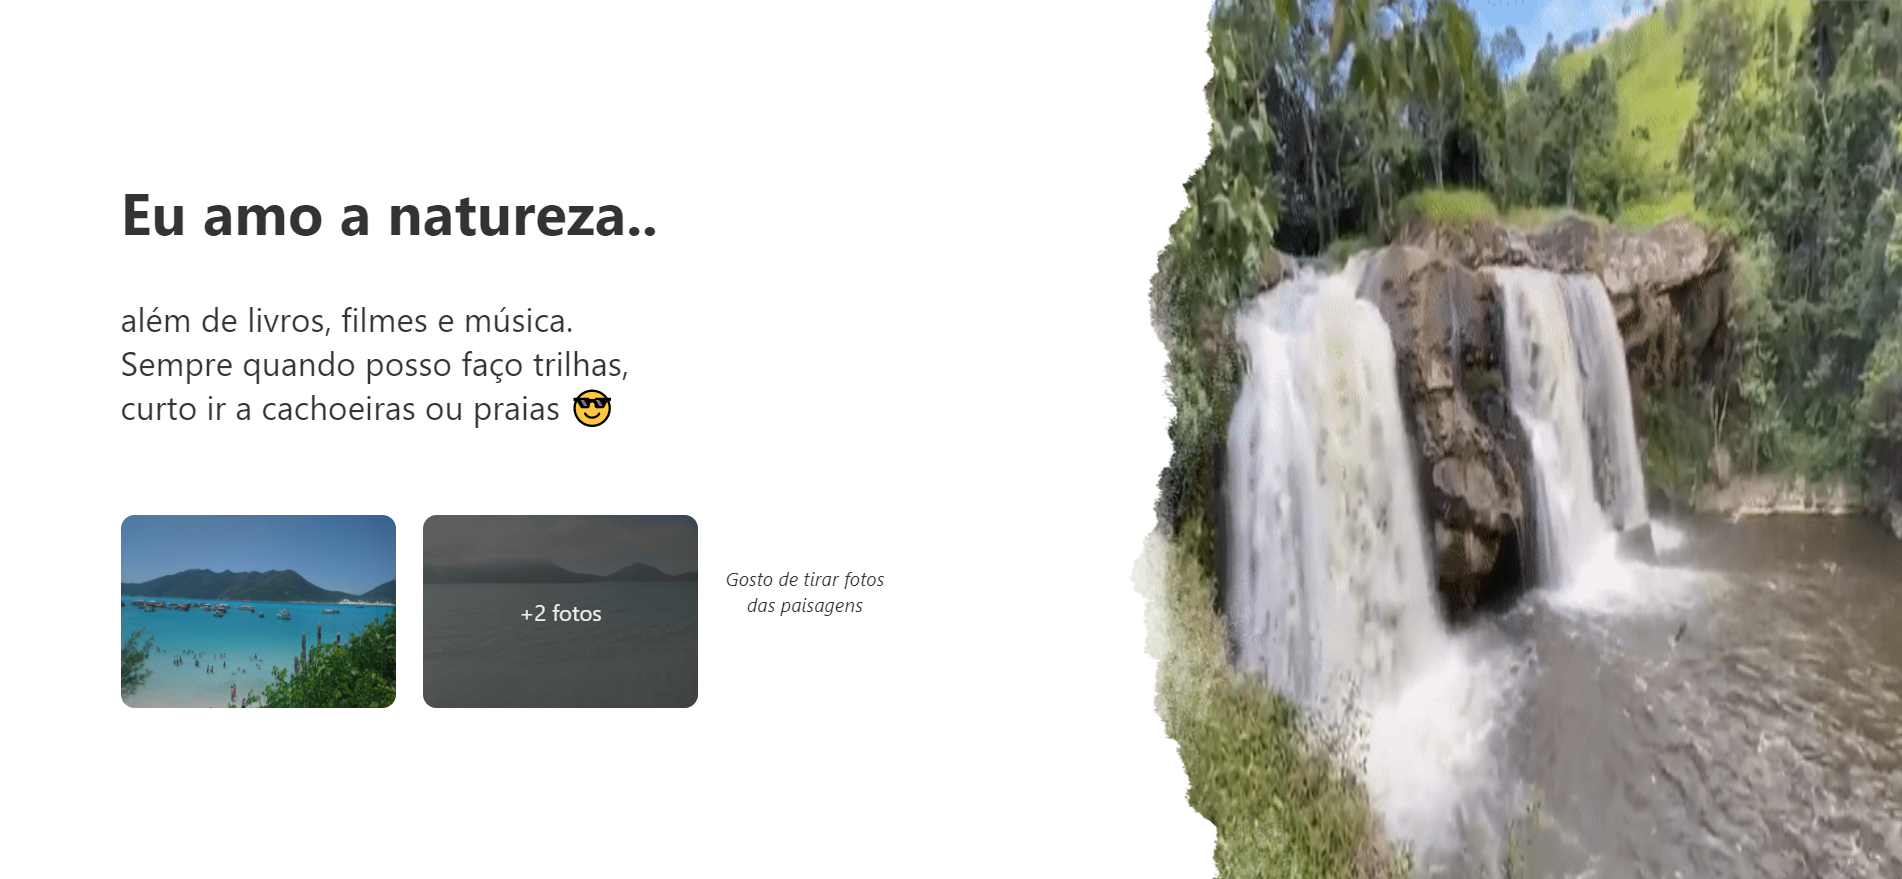 Eu amo a natureza..
além de livros, filmes e música.
Sempre quando posso faço trilhas,
curto ir a cachoeiras ou praias 😎
+2 fotos
Gosto de tirar fotos
das paisagens